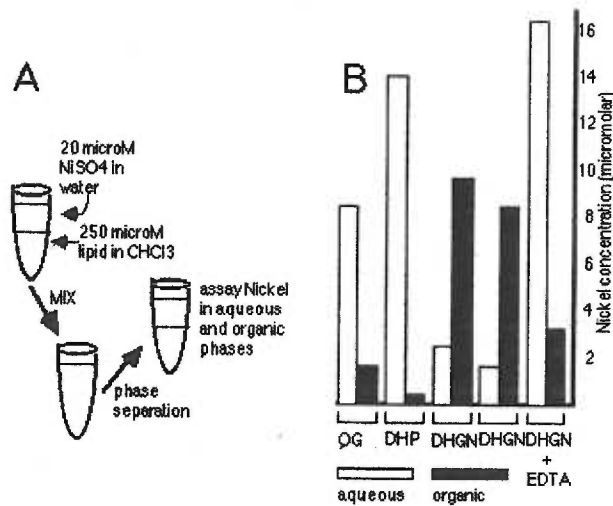 A
20 microM
NiSO4 in
water
250 microM
lipid in CHCl3
MIX
phase
separation
assay Nickel
in aqueous
and organic
phases
B
16
14
12
10
8
6
4
2
Nickel concentration (micromolar)
OG
DHP
DHGN
DHGN
DHGN
+
EDTA
aqueous
organic